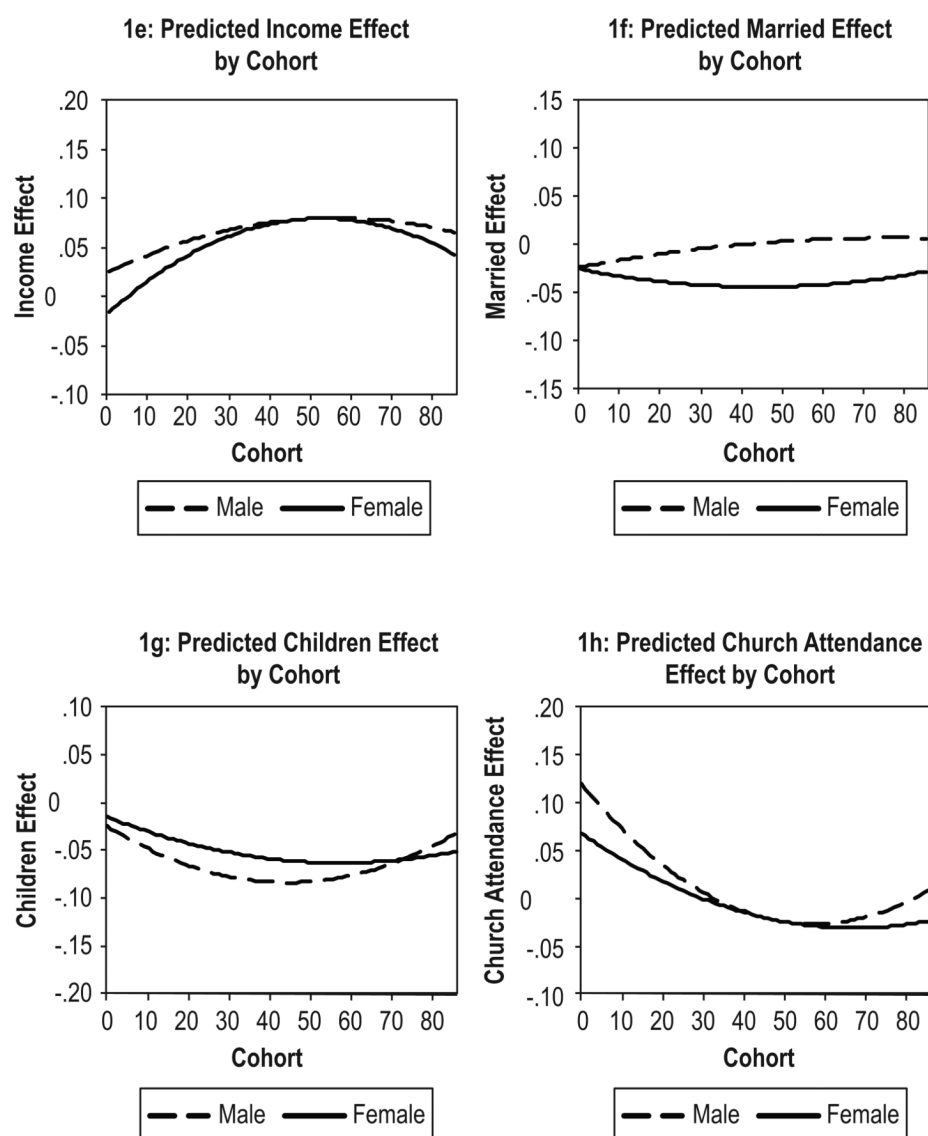 1e: Predicted Income Effect
by Cohort
.20
.15
.10
.05
0
-.05
-.10
Income Effect
0 10 20 30 40 50 60 70 80
Cohort
Male Female
1f: Predicted Married Effect
by Cohort
.15
.10
.05
0
-.05
-.10
-.15
Married Effect
0 10 20 30 40 50 60 70 80
Cohort
Male Female
1g: Predicted Children Effect
by Cohort
.10
.05
0
-.05
-.10
-.15
-.20
Children Effect
0 10 20 30 40 50 60 70 80
Cohort
Male Female
1h: Predicted Church Attendance
Effect by Cohort
.20
.15
.10
.05
0
-.05
-.10
Church Attendance Effect
0 10 20 30 40 50 60 70 80
Cohort
Male Female